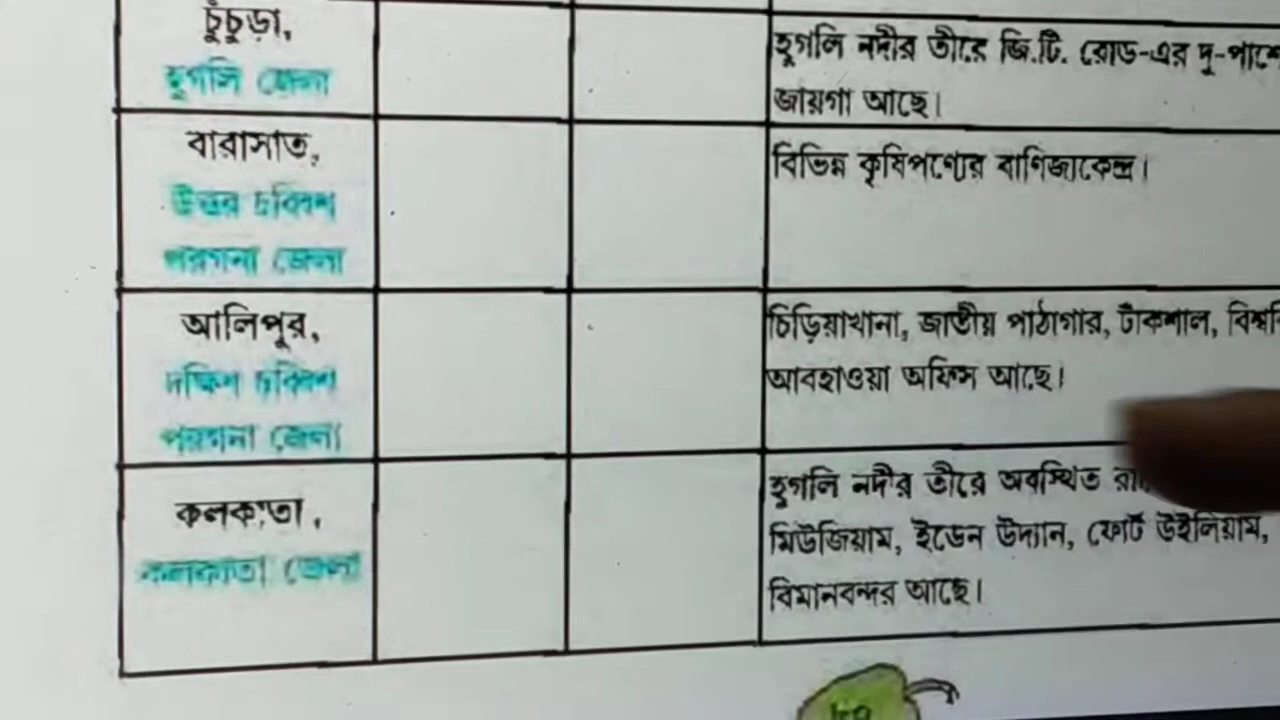 চুঁচুড়া,
হুগলি জেলা
হুগলি নদীর তীরে জি.টি. রোড-এর দু-পাশে
জায়গা আছে।
বারাসাত,
উত্তর চব্বিশ
পরগনা জেলা
বিভিন্ন কৃষিপণ্যের বাণিজ্যকেন্দ্র।
আলিপুর,
দক্ষিণ চব্বিশ
পরগনা জেলা
চিড়িয়াখানা, জাতীয় পাঠাগার, টাঁকশাল,
আবহাওয়া অফিস আছে।
কলকাতা,
কলকাতা জেলা
হুগলি নদীর তীরে অবস্থিত
মিউজিয়াম, ইডেন উদ্যান, ফোর্ট উইলিয়াম,
বিমানবন্দর আছে।